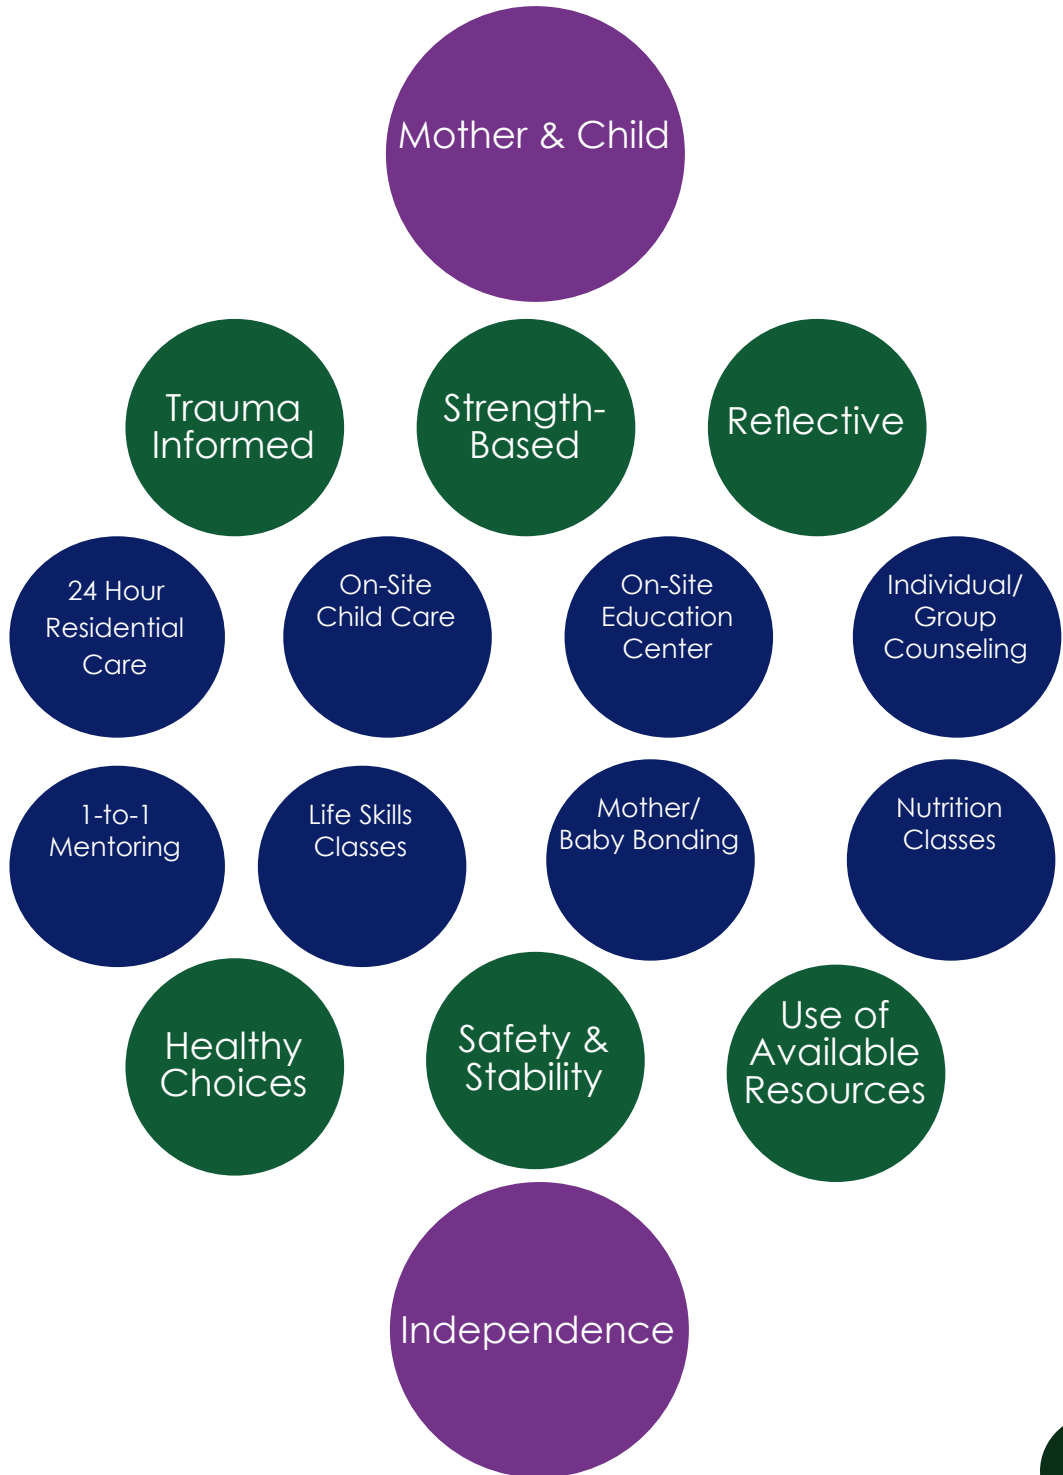 Mother & Child
Trauma
Informed
Strength-
Based
Reflective
24 Hour
Residential
Care
On-Site
Child Care
On-Site
Education
Center
Individual/
Group
Counseling
1-to-1
Mentoring
Life Skills
Classes
Mother/
Baby Bonding
Nutrition
Classes
Healthy
Choices
Safety &
Stability
Use of
Available
Resources
Independence